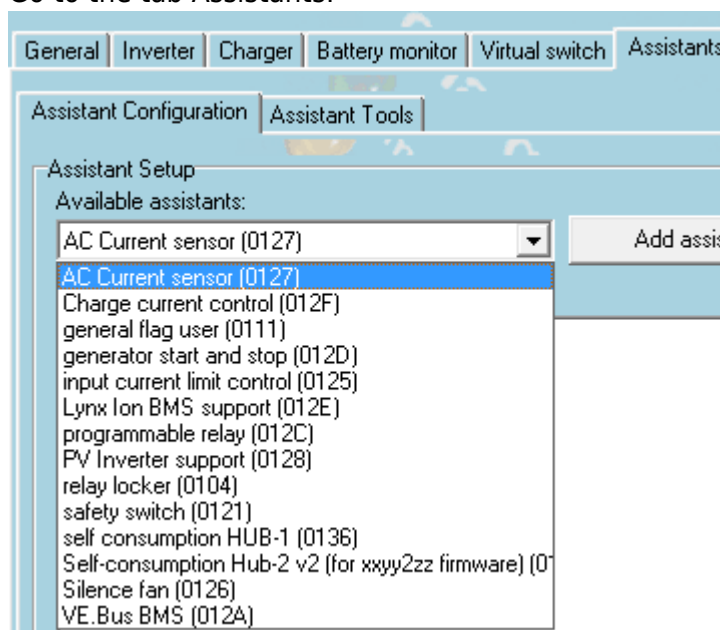 Go to the tab Assistants.
General Inverter Charger Battery monitor Virtual switch Assistants
Assistant Configuration Assistant Tools
Assistant Setup
Available assistants:
AC Current sensor (0127) Add assis
AC Current sensor (0127)
Charge current control (012F)
general flag user (0111)
generator start and stop (012D)
input current limit control (0125)
Lynx Ion BMS support (012E)
programmable relay (012C)
PV Inverter support (0128)
relay locker (0104)
safety switch (0121)
self consumption HUB-1 (0136)
Self-consumption Hub-2 v2 (for xxyy2zz firmware) (0
Silence fan (0126)
VE.Bus BMS (012A)